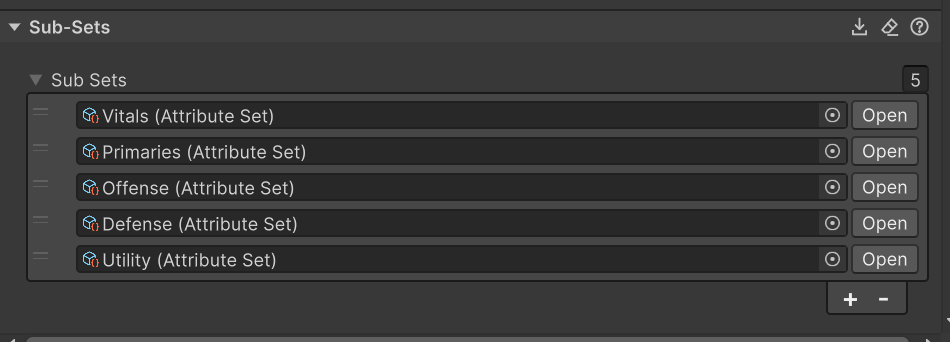 Sub-Sets
Sub Sets 5
Vitals (Attribute Set) Open
Primaries (Attribute Set) Open
Offense (Attribute Set) Open
Defense (Attribute Set) Open
Utility (Attribute Set) Open
+ -